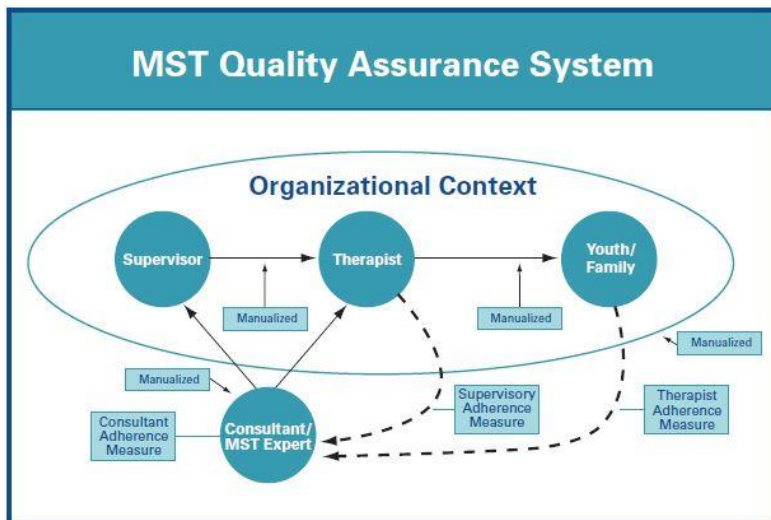 MST Quality Assurance System
Organizational Context
Supervisor
Therapist
Youth/
Family
Manualized
Manualized
Manualized
Manualized
Consultant
Adherence
Measure
Consultant/
MST Expert
Supervisory
Adherence
Measure
Therapist
Adherence
Measure